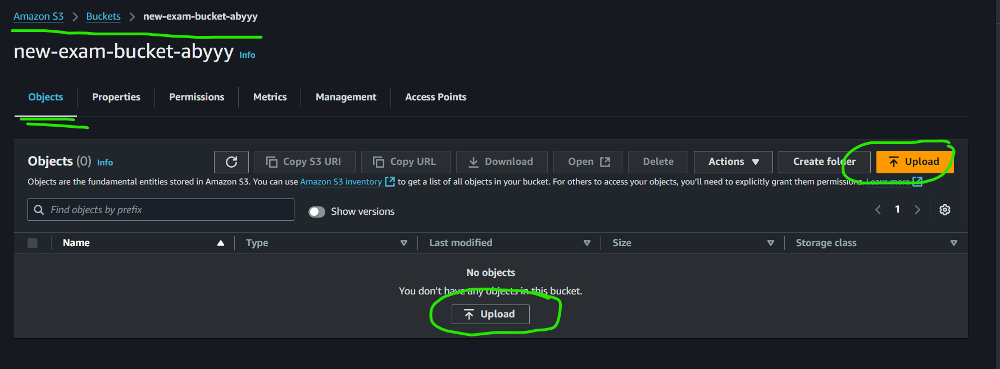 Amazon S3 > Buckets > new-exam-bucket-abyyy
new-exam-bucket-abyyy Info
Objects Properties Permissions Metrics Management Access Points
Objects (0) Info Copy S3 URI Copy URL Download Open Delete Actions Create folder Upload
Objects are the fundamental entities stored in Amazon S3. You can use Amazon S3 inventory to get a list of all objects in your bucket. For others to access your objects, you'll need to explicitly grant them permissions. Learn more
Find objects by prefix Show versions 1
Name Type Last modified Size Storage class
No objects
You don't have any objects in this bucket.
Upload